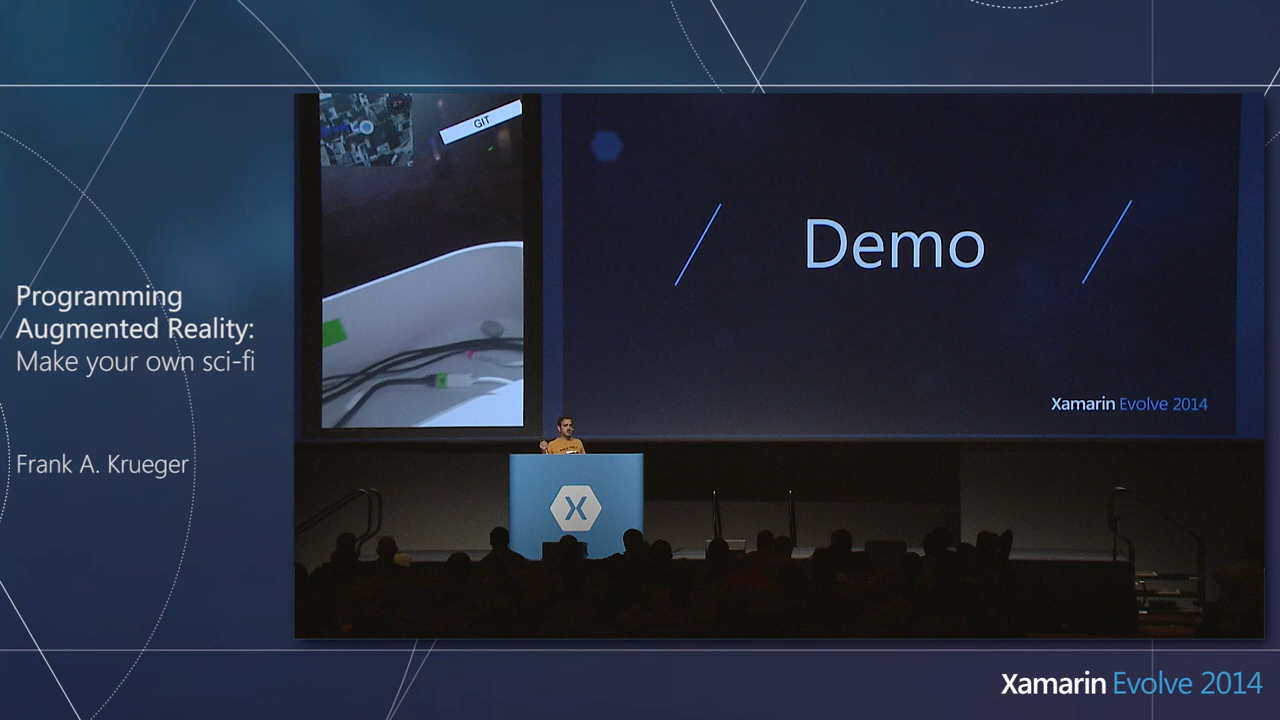 Programming
Augmented Reality:
Make your own sci-fi
Frank A. Krueger
GIT
Demo
Xamarin Evolve 2014
X
Xamarin Evolve 2014